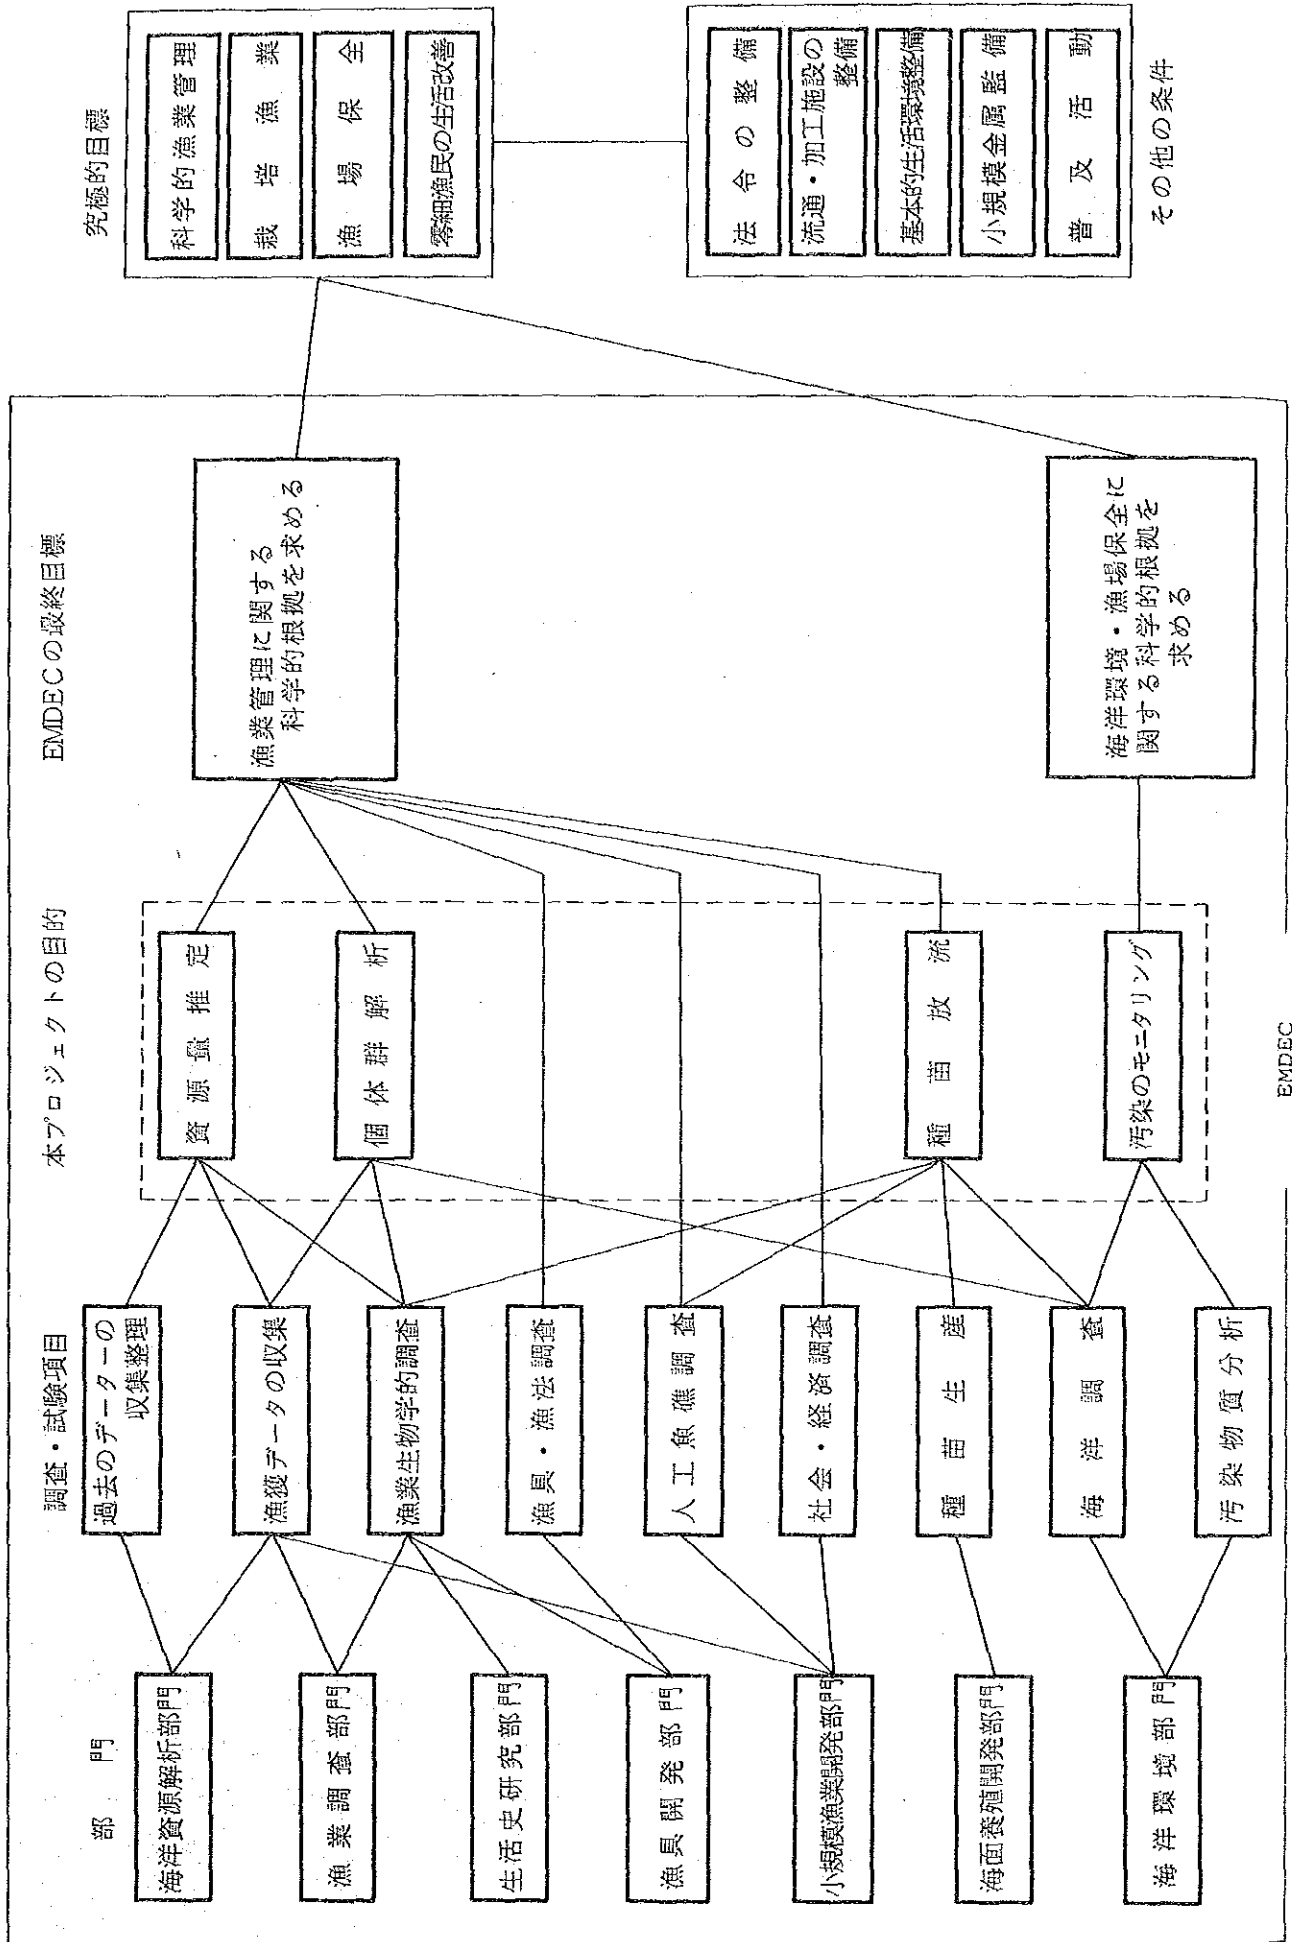 部門
海洋資源解析部門
漁業調査部門
生活史研究部門
漁具開発部門
小規模漁業開発部門
海面養殖開発部門
海洋環境部門
調査・試験項目
過去のデーターの
収集整理
漁獲データの収集
漁業生物学的調査
漁具・漁法調査
人工魚礁調査
社会・経済調査
種苗生産
海洋調査
汚染物質分析
本プロジェクトの目的
資源量推定
個体群解析
種苗放流
汚染のモニタリング
EMDECの最終目標
漁業管理に関する
科学的根拠を求める
海洋環境・漁場保全に
関する科学的根拠を
求める
EMDEC
究極的目標
科学的漁業管理
栽培漁業
漁場保全
零細漁民の生活改善
法令の整備
流通・加工施設の
整備
基本的生活環境整備
小規模金属監備
普及活動
その他の条件